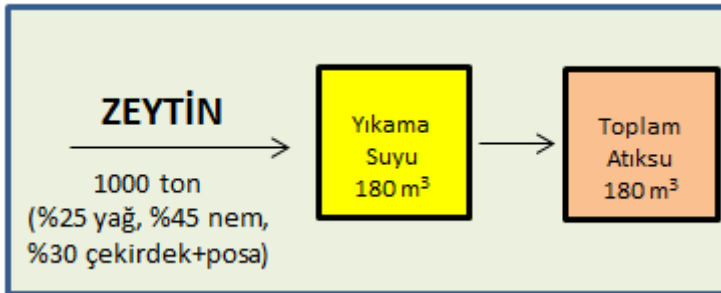 ZEYTİN
1000 ton
(%25 yağ, %45 nem,
%30 çekirdek+posa)
Yıkama
Suyu
180 m³
Toplam
Atıksu
180 m³